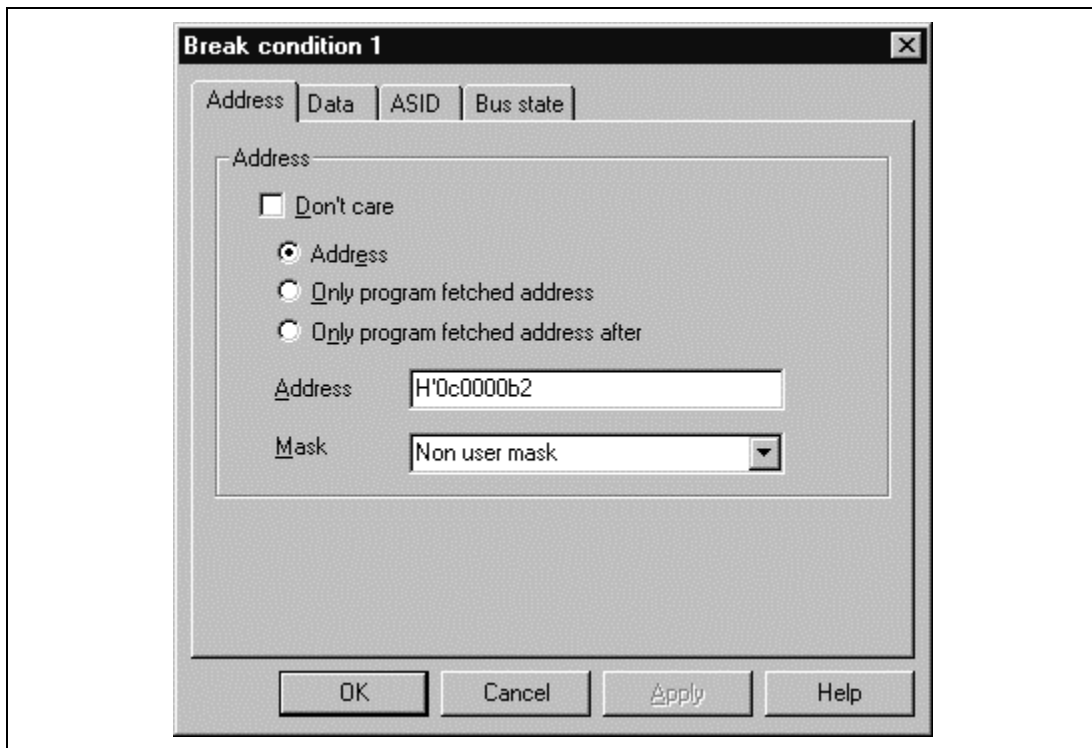 Break condition 1
Address Data ASID Bus state
Address
Don't care
Address
Only program fetched address
Only program fetched address after
Address H'0c0000b2
Mask Non user mask
OK Cancel Apply Help